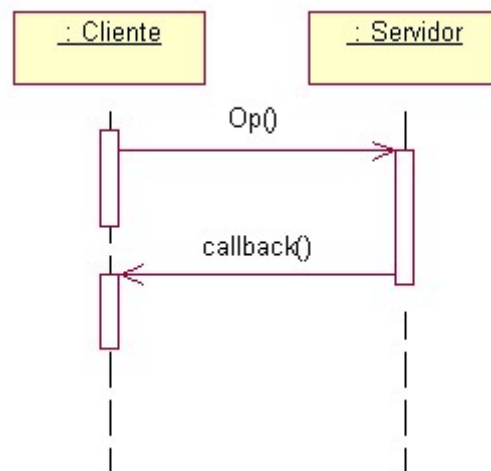 : Cliente
: Servidor
Op()
callback()